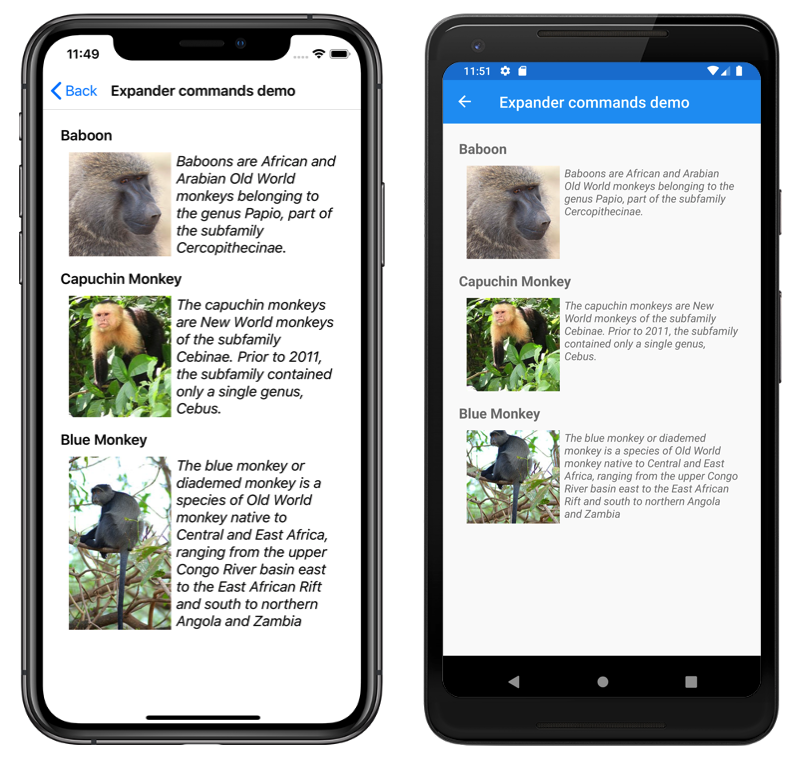 11:49
Back Expander commands demo
Baboon
Baboons are African and
Arabian Old World
monkeys belonging to
the genus Papio, part of
the subfamily
Cercopithecinae.
Capuchin Monkey
The capuchin monkeys
are New World monkeys
of the subfamily
Cebinae. Prior to 2011,
the subfamily contained
only a single genus,
Cebus.
Blue Monkey
The blue monkey or
diademed monkey is a
species of Old World
monkey native to
Central and East Africa,
ranging from the upper
Congo River basin east
to the East African Rift
and south to northern
Angola and Zambia
11:51
Expander commands demo
Baboon
Baboons are African and Arabian
Old World monkeys belonging to the
genus Papio, part of the subfamily
Cercopithecinae.
Capuchin Monkey
The capuchin monkeys are New
World monkeys of the subfamily
Cebinae. Prior to 2011, the subfamily
contained only a single genus,
Cebus.
Blue Monkey
The blue monkey or diademed
monkey is a species of Old World
monkey native to Central and East
Africa, ranging from the upper Congo
River basin east to the East African
Rift and south to northern Angola
and Zambia